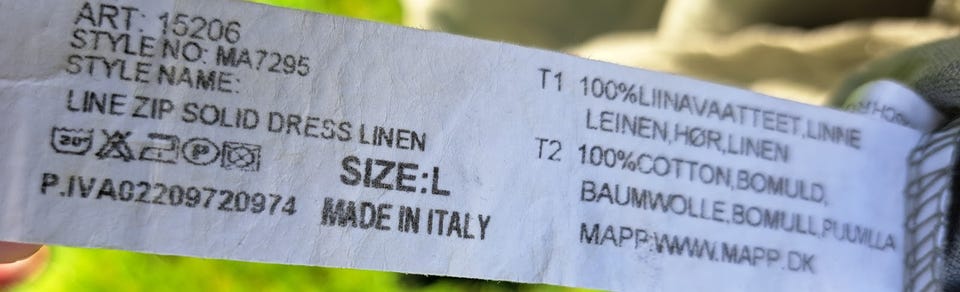 ART: 15206
STYLE NO: MA7295
STYLE NAME:
LINE ZIP SOLID DRESS LINEN
20°
P
P.IVA02209720974
SIZE:L
MADE IN ITALY
T1 100%LIINAVAATTEET,LINNE
LEINEN,HØR,LINEN
T2 100%COTTON,BOMULD,
BAUMWOLLE,BOMULL,PUUVILLA
MAPP:WWW.MAPP.DK